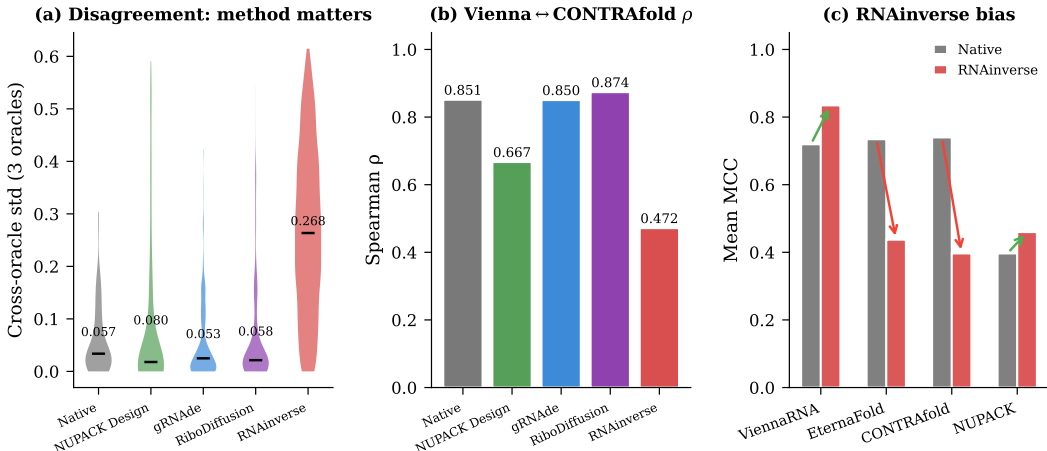 (a) Disagreement: method matters
Cross-oracle std (3 oracles)
0.6
0.5
0.4
0.3
0.2
0.1
0.0
0.057
0.080
0.053
0.058
0.268
Native
NUPACK Design
gRNAde
RiboDiffusion
RNAinverse
(b) Vienna↔CONTRAfold ρ
Spearman ρ
1.0
0.8
0.6
0.4
0.2
0.0
0.851
0.667
0.850
0.874
0.472
Native
NUPACK Design
gRNAde
RiboDiffusion
RNAinverse
(c) RNAinverse bias
Mean MCC
1.0
0.8
0.6
0.4
0.2
0.0
Native
RNAinverse
ViennaRNA
EternaFold
CONTRAfold
NUPACK